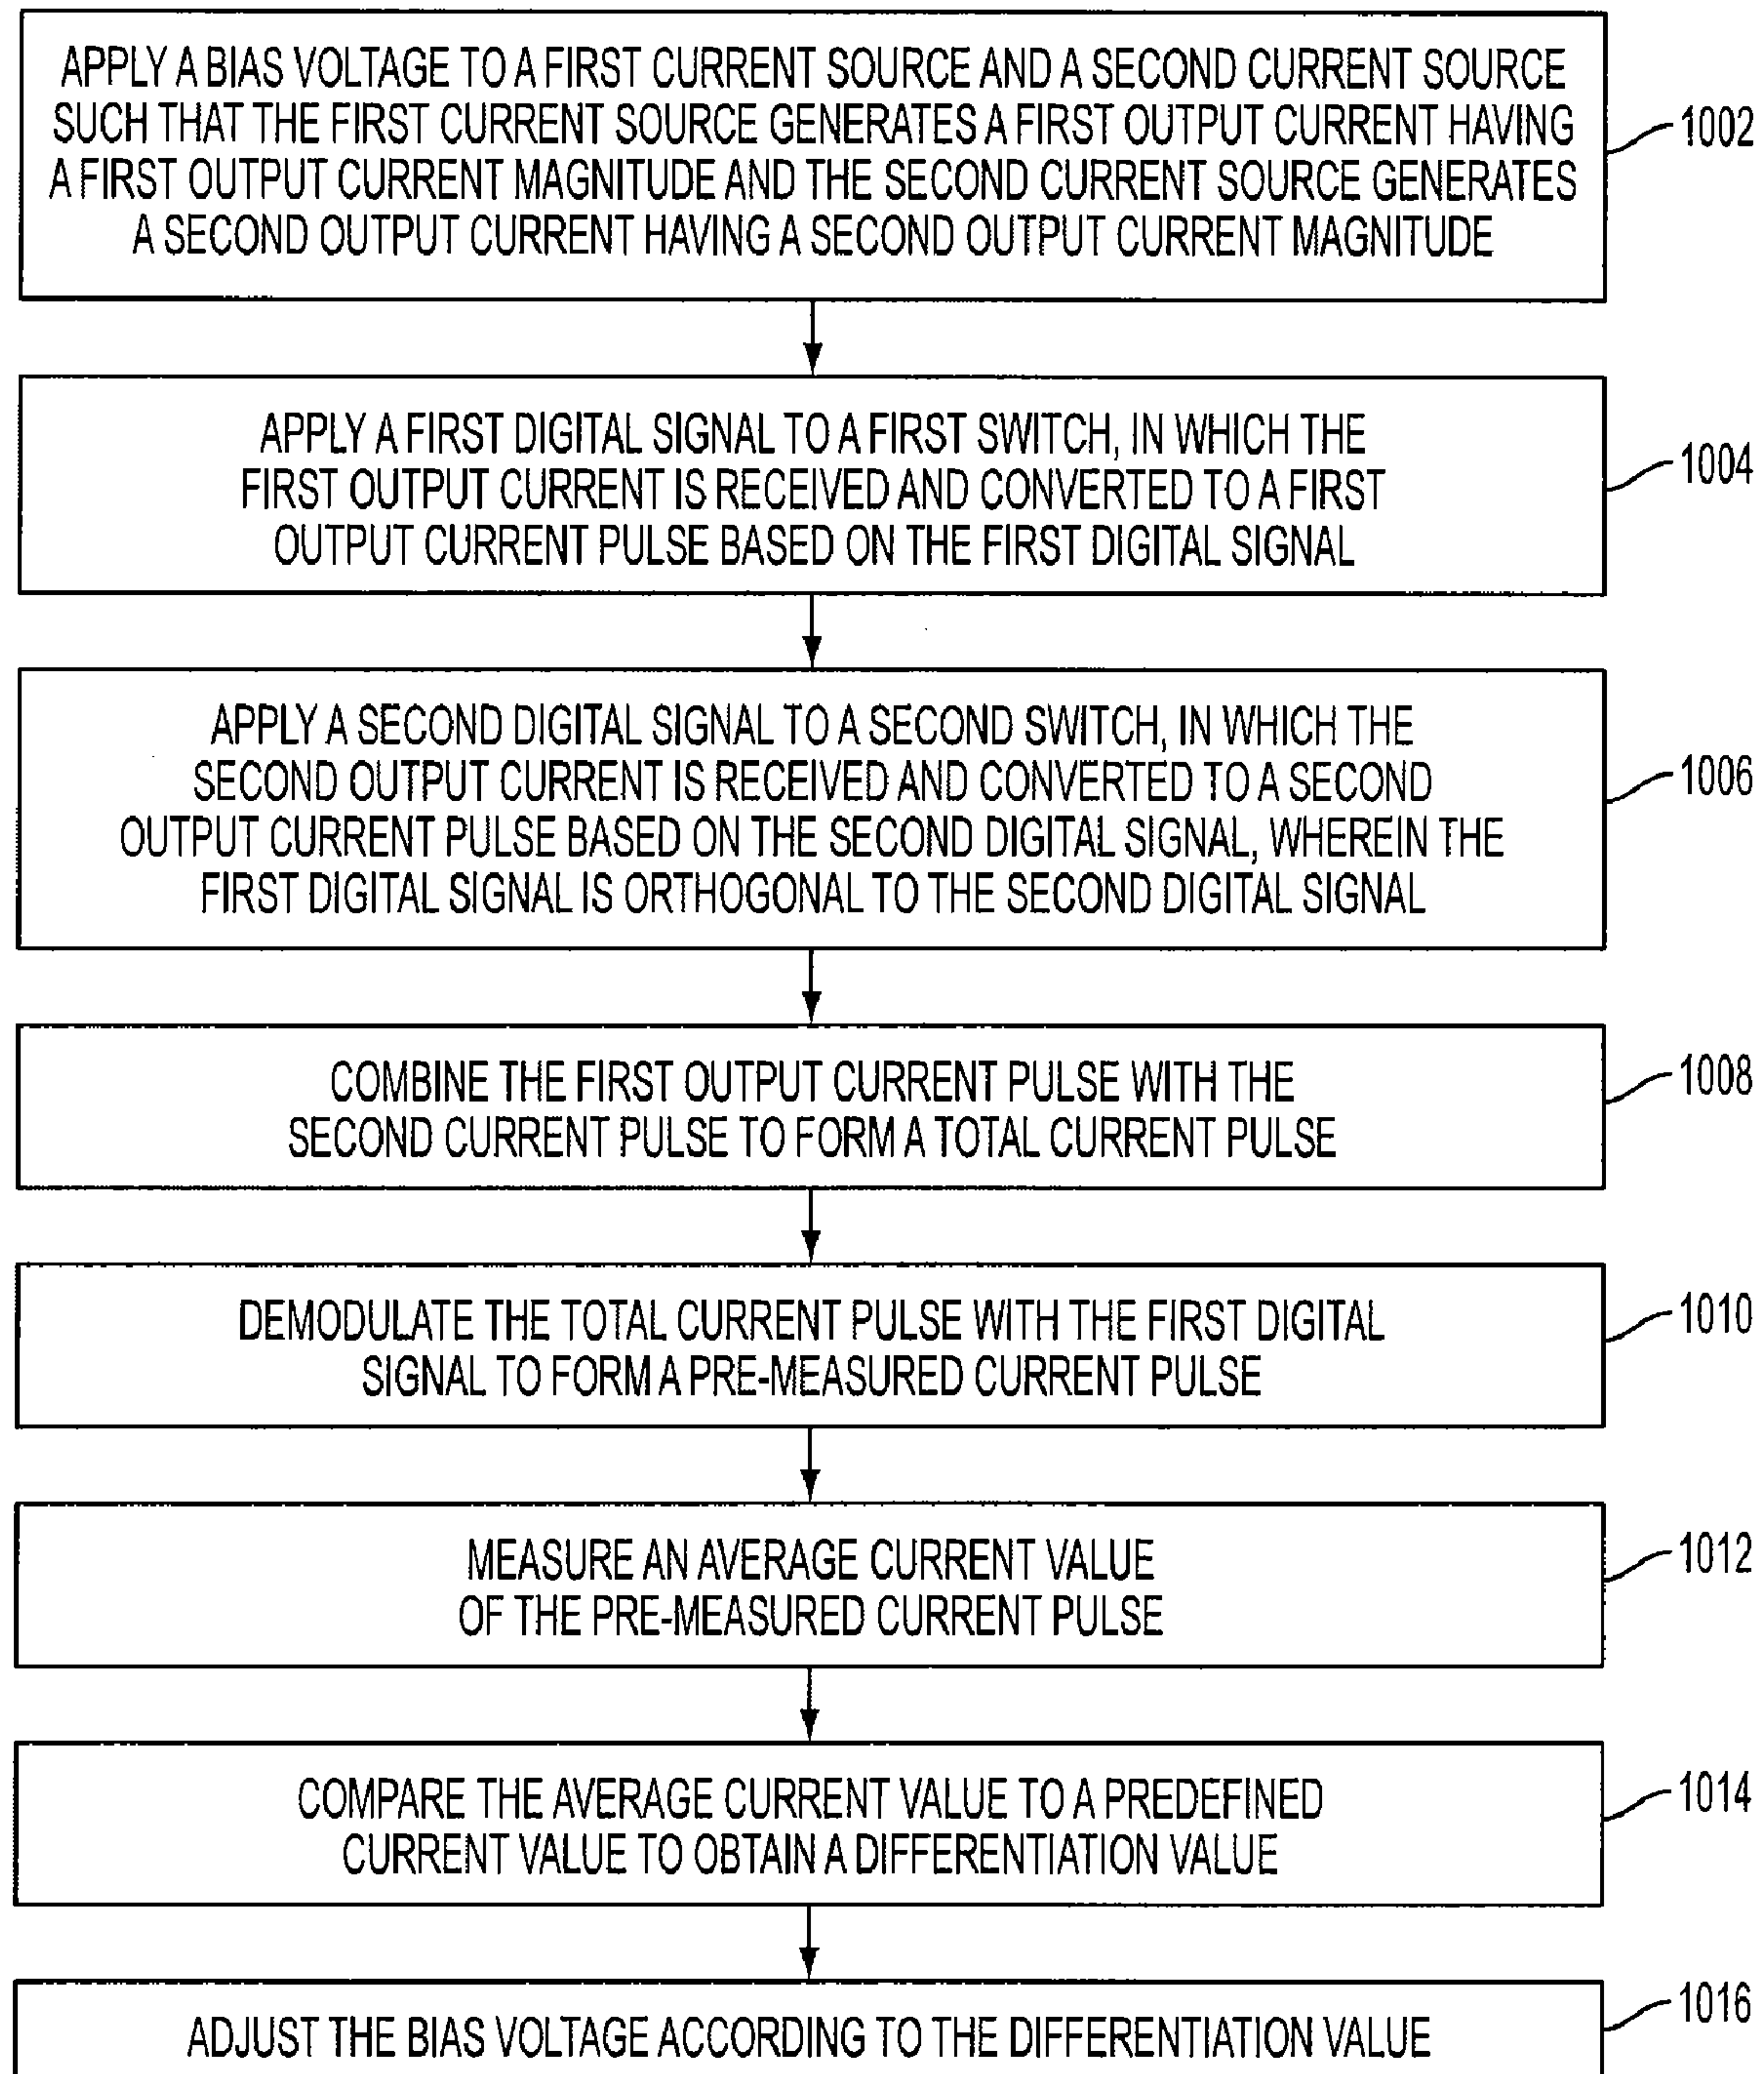 APPLY A BIAS VOLTAGE TO A FIRST CURRENT SOURCE AND A SECOND CURRENT SOURCE
SUCH THAT THE FIRST CURRENT SOURCE GENERATES A FIRST OUTPUT CURRENT HAVING
A FIRST OUTPUT CURRENT MAGNITUDE AND THE SECOND CURRENT SOURCE GENERATES
A SECOND OUTPUT CURRENT HAVING A SECOND OUTPUT CURRENT MAGNITUDE
1002
APPLY A FIRST DIGITAL SIGNAL TO A FIRST SWITCH, IN WHICH THE
FIRST OUTPUT CURRENT IS RECEIVED AND CONVERTED TO A FIRST
OUTPUT CURRENT PULSE BASED ON THE FIRST DIGITAL SIGNAL
1004
APPLY A SECOND DIGITAL SIGNAL TO A SECOND SWITCH, IN WHICH THE
SECOND OUTPUT CURRENT IS RECEIVED AND CONVERTED TO A SECOND
OUTPUT CURRENT PULSE BASED ON THE SECOND DIGITAL SIGNAL, WHEREIN THE
FIRST DIGITAL SIGNAL IS ORTHOGONAL TO THE SECOND DIGITAL SIGNAL
1006
COMBINE THE FIRST OUTPUT CURRENT PULSE WITH THE
SECOND CURRENT PULSE TO FORM A TOTAL CURRENT PULSE
1008
DEMODULATE THE TOTAL CURRENT PULSE WITH THE FIRST DIGITAL
SIGNAL TO FORM A PRE-MEASURED CURRENT PULSE
1010
MEASURE AN AVERAGE CURRENT VALUE
OF THE PRE-MEASURED CURRENT PULSE
1012
COMPARE THE AVERAGE CURRENT VALUE TO A PREDEFINED
CURRENT VALUE TO OBTAIN A DIFFERENTIATION VALUE
1014
ADJUST THE BIAS VOLTAGE ACCORDING TO THE DIFFERENTIATION VALUE
1016